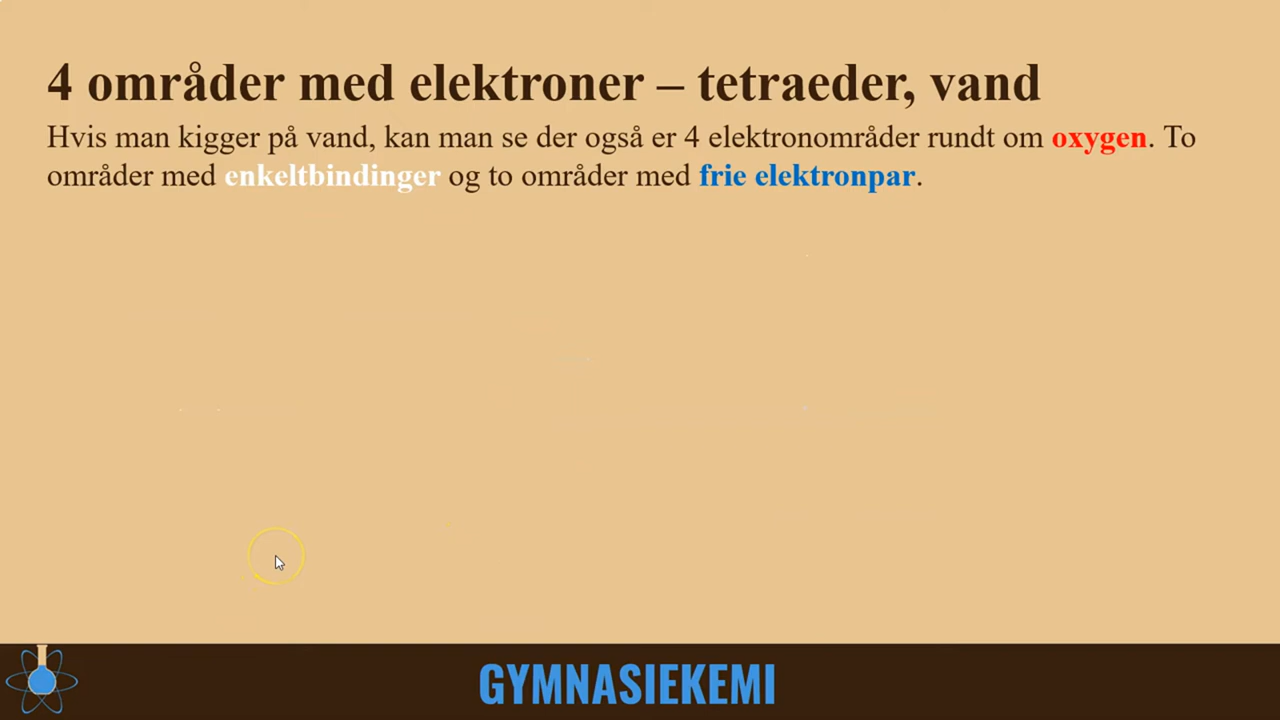 4 områder med elektroner – tetraeder, vand
Hvis man kigger på vand, kan man se der også er 4 elektronområder rundt om oxygen. To
områder med enkeltbindinger og to områder med frie elektronpar.
GYMNASIEKEMI